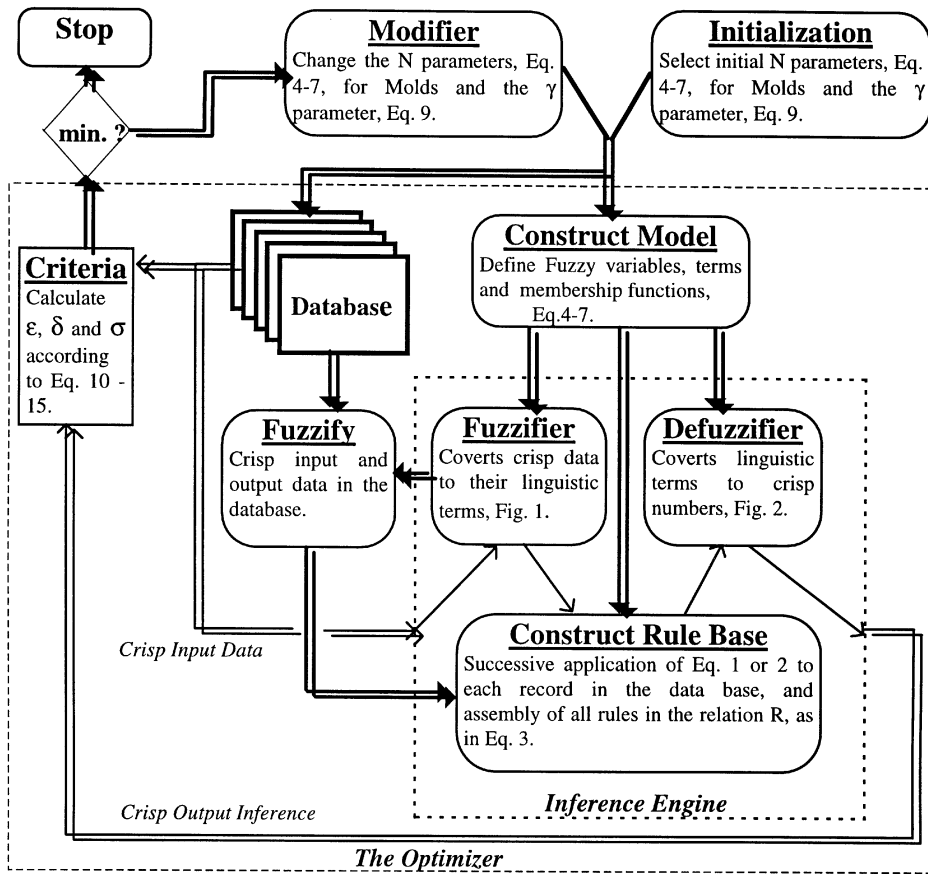 Stop
Modifier
Change the N parameters, Eq.
4-7, for Molds and the γ
parameter, Eq. 9.
Initialization
Select initial N parameters, Eq.
4-7, for Molds and the γ
parameter, Eq. 9.
min. ?
Criteria
Calculate
ε, δ and σ
according
to Eq. 10 -
15.
Database
Construct Model
Define Fuzzy variables, terms
and membership functions,
Eq.4-7.
Fuzzify
Crisp input and
output data in the
database.
Fuzzifier
Coverts crisp data
to their linguistic
terms, Fig. 1.
Defuzzifier
Coverts linguistic
terms to crisp
numbers, Fig. 2.
Crisp Input Data
Construct Rule Base
Successive application of Eq. 1 or 2 to
each record in the data base, and
assembly of all rules in the relation R, as
in Eq. 3.
Inference Engine
Crisp Output Inference
The Optimizer